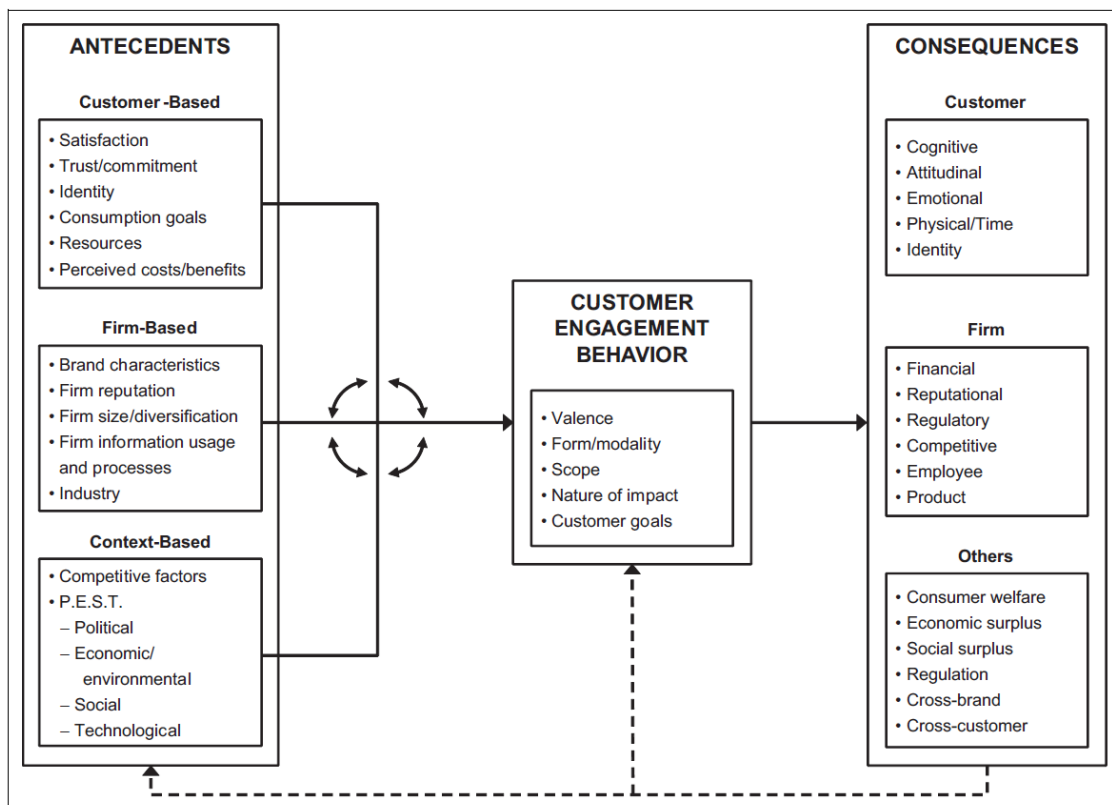 ANTECEDENTS
Customer -Based
• Satisfaction
• Trust/commitment
• Identity
• Consumption goals
• Resources
• Perceived costs/benefits
Firm-Based
• Brand characteristics
• Firm reputation
• Firm size/diversification
• Firm information usage
and processes
• Industry
Context-Based
• Competitive factors
• P.E.S.T.
– Political
– Economic/
environmental
– Social
– Technological
CUSTOMER
ENGAGEMENT
BEHAVIOR
• Valence
• Form/modality
• Scope
• Nature of impact
• Customer goals
CONSEQUENCES
Customer
• Cognitive
• Attitudinal
• Emotional
• Physical/Time
• Identity
Firm
• Financial
• Reputational
• Regulatory
• Competitive
• Employee
• Product
Others
• Consumer welfare
• Economic surplus
• Social surplus
• Regulation
• Cross-brand
• Cross-customer